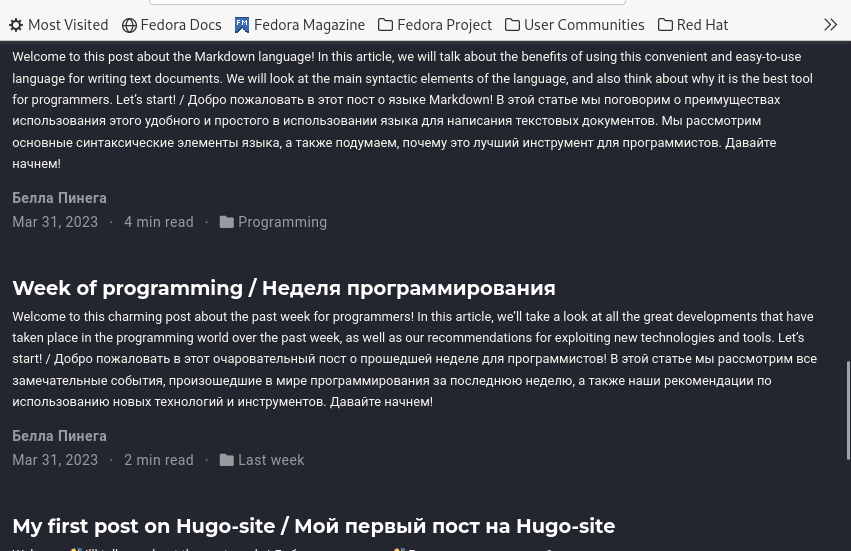 Most Visited Fedora Docs Fedora Magazine Fedora Project User Communities Red Hat
Welcome to this post about the Markdown language! In this article, we will talk about the benefits of using this convenient and easy-to-use
language for writing text documents. We will look at the main syntactic elements of the language, and also think about why it is the best tool
for programmers. Let’s start! / Добро пожаловать в этот пост о языке Markdown! В этой статье мы поговорим о преимуществах
использования этого удобного и простого в использовании языка для написания текстовых документов. Мы рассмотрим
основные синтаксические элементы языка, а также подумаем, почему это лучший инструмент для программистов. Давайте
начнем!
Белла Пинега
Mar 31, 2023 · 4 min read · Programming
Week of programming / Неделя программирования
Welcome to this charming post about the past week for programmers! In this article, we’ll take a look at all the great developments that have
taken place in the programming world over the past week, as well as our recommendations for exploiting new technologies and tools. Let’s
start! / Добро пожаловать в этот очаровательный пост о прошедшей неделе для программистов! В этой статье мы рассмотрим все
замечательные события, произошедшие в мире программирования за последнюю неделю, а также наши рекомендации по
использованию новых технологий и инструментов. Давайте начнем!
Белла Пинега
Mar 31, 2023 · 2 min read · Last week
My first post on Hugo-site / Мой первый пост на Hugo-site